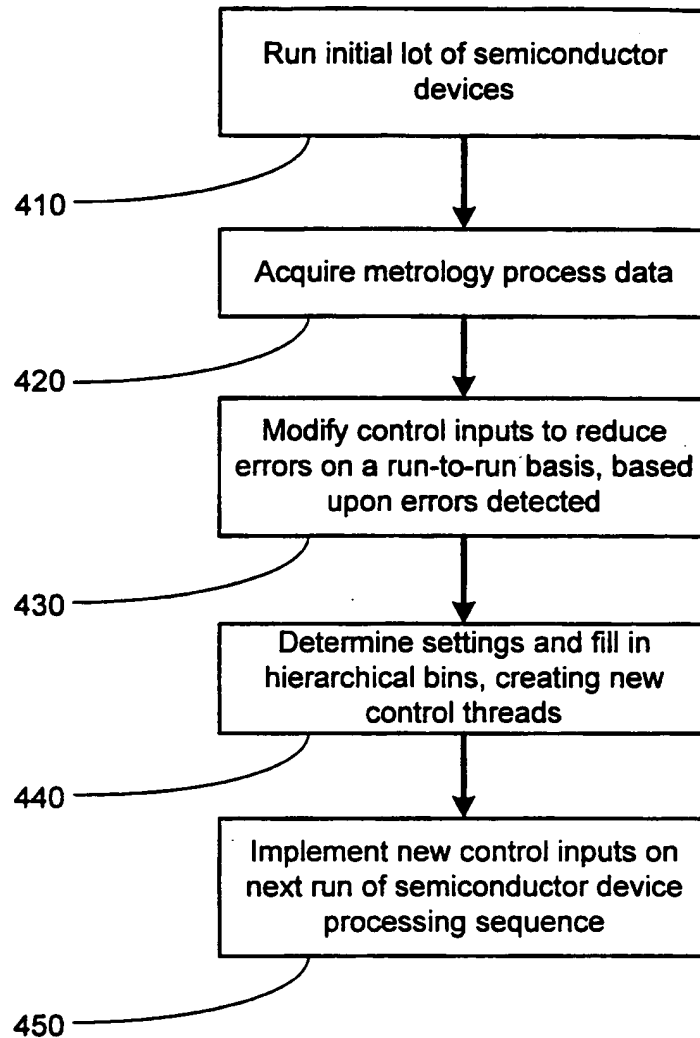 Run initial lot of semiconductor
devices
410
Acquire metrology process data
420
Modify control inputs to reduce
errors on a run-to-run basis, based
upon errors detected
430
Determine settings and fill in
hierarchical bins, creating new
control threads
440
Implement new control inputs on
next run of semiconductor device
processing sequence
450